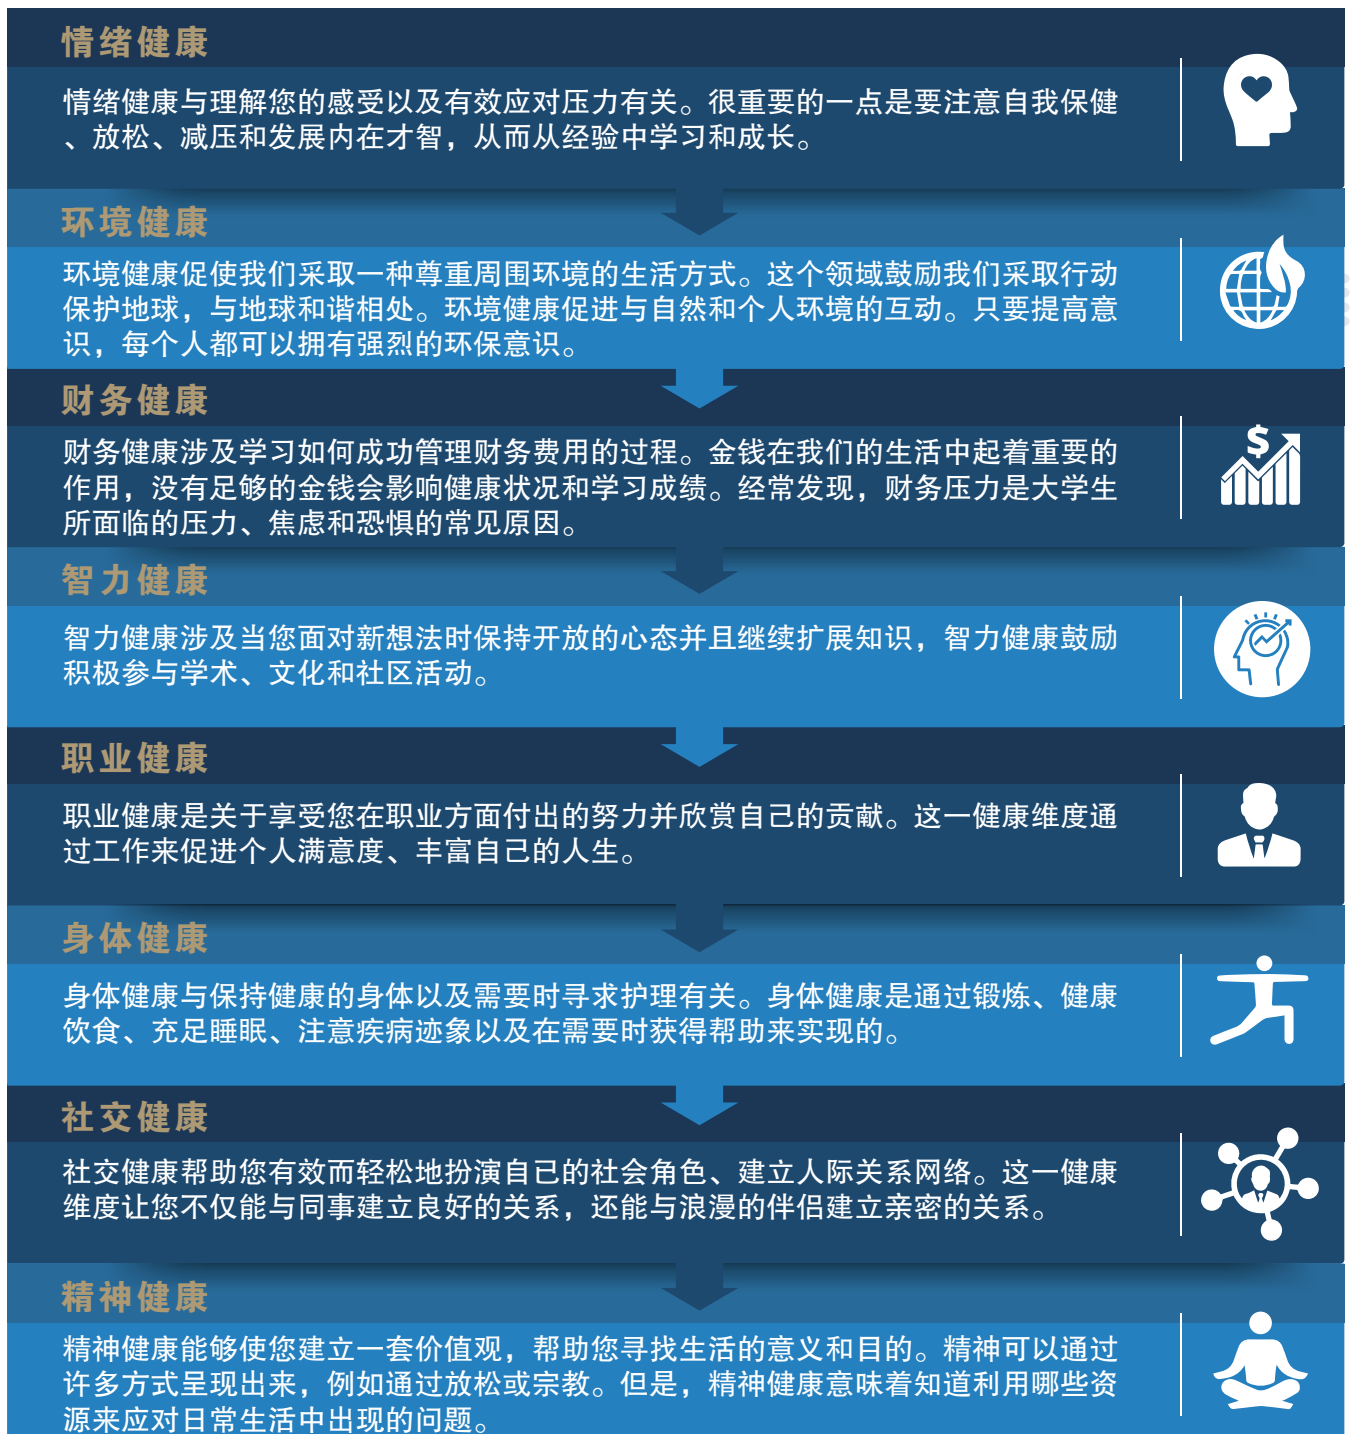 情绪健康
情绪健康与理解您的感受以及有效应对压力有关。很重要的一点是要注意自我保健
、放松、减压和发展内在才智，从而从经验中学习和成长。
环境健康
环境健康促使我们采取一种尊重周围环境的生活方式。这个领域鼓励我们采取行动
保护地球，与地球和谐相处。环境健康促进与自然和个人环境的互动。只要提高意
识，每个人都可以拥有强烈的环保意识。
财务健康
财务健康涉及学习如何成功管理财务费用的过程。金钱在我们的生活中起着重要的
作用，没有足够的金钱会影响健康状况和学习成绩。经常发现，财务压力是大学生
所面临的压力、焦虑和恐惧的常见原因。
$
智力健康
智力健康涉及当您面对新想法时保持开放的心态并且继续扩展知识，智力健康鼓励
积极参与学术、文化和社区活动。
职业健康
职业健康是关于享受您在职业方面付出的努力并欣赏自己的贡献。这一健康维度通
过工作来促进个人满意度、丰富自己的人生。
身体健康
身体健康与保持健康的身体以及需要时寻求护理有关。身体健康是通过锻炼、健康
饮食、充足睡眠、注意疾病迹象以及在需要时获得帮助来实现的。
社交健康
社交健康帮助您有效而轻松地扮演自己的社会角色、建立人际关系网络。这一健康
维度让您不仅能与同事建立良好的关系，还能与浪漫的伴侣建立亲密的关系。
精神健康
精神健康能够使您建立一套价值观，帮助您寻找生活的意义和目的。精神可以通过
许多方式呈现出来，例如通过放松或宗教。但是，精神健康意味着知道利用哪些资
源来应对日常生活中出现的问题。